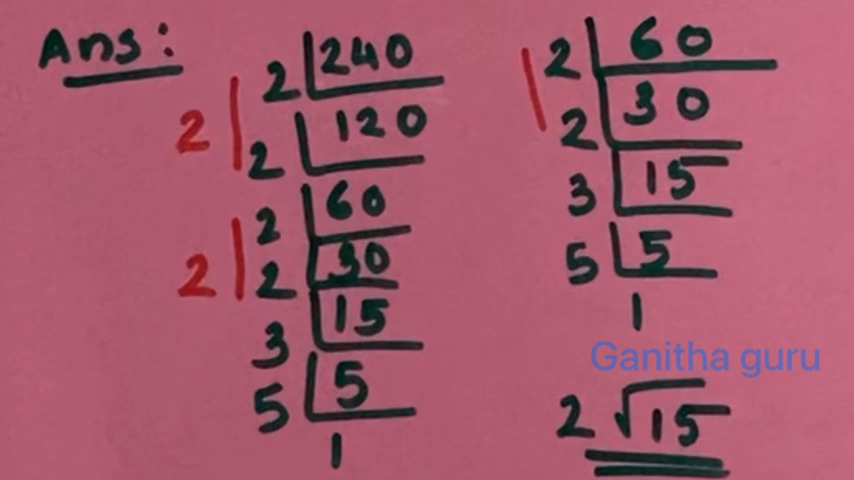 Ans:
2 | 240
2 2 | 120
2 | 60
2 2 | 30
3 | 15
5 | 5
1
2 | 60
2 | 30
3 | 15
5 | 5
1
Ganitha guru
2 √15